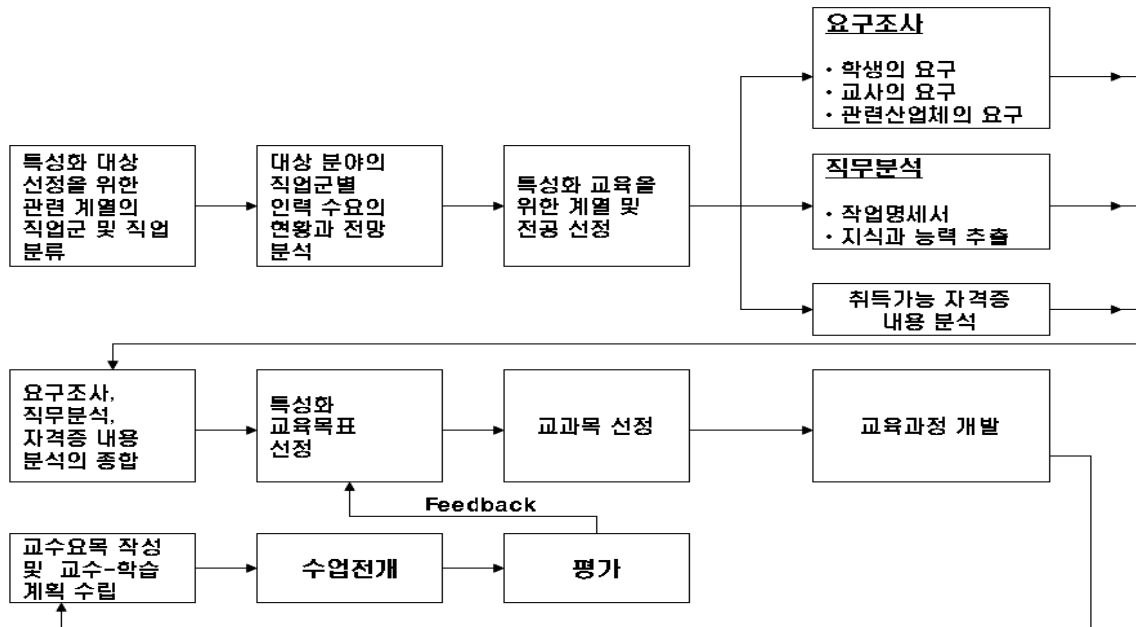 요구조사
· 학생의 요구
· 교사의 요구
· 관련산업체의 요구
특성화 대상
선정을 위한
관련 계열의
직업군 및 직업
분류
대상 분야의
직업군별
인력 수요의
현황과 전망
분석
특성화 교육을
위한 계열 및
전공 선정
직무분석
· 작업명세서
· 지식과 능력 추출
취득가능 자격증
내용 분석
요구조사,
직무분석,
자격증 내용
분석의 종합
특성화
교육목표
선정
교과목 선정
교육과정 개발
Feedback
교수요목 작성
및 교수-학습
계획 수립
수업전개
평가